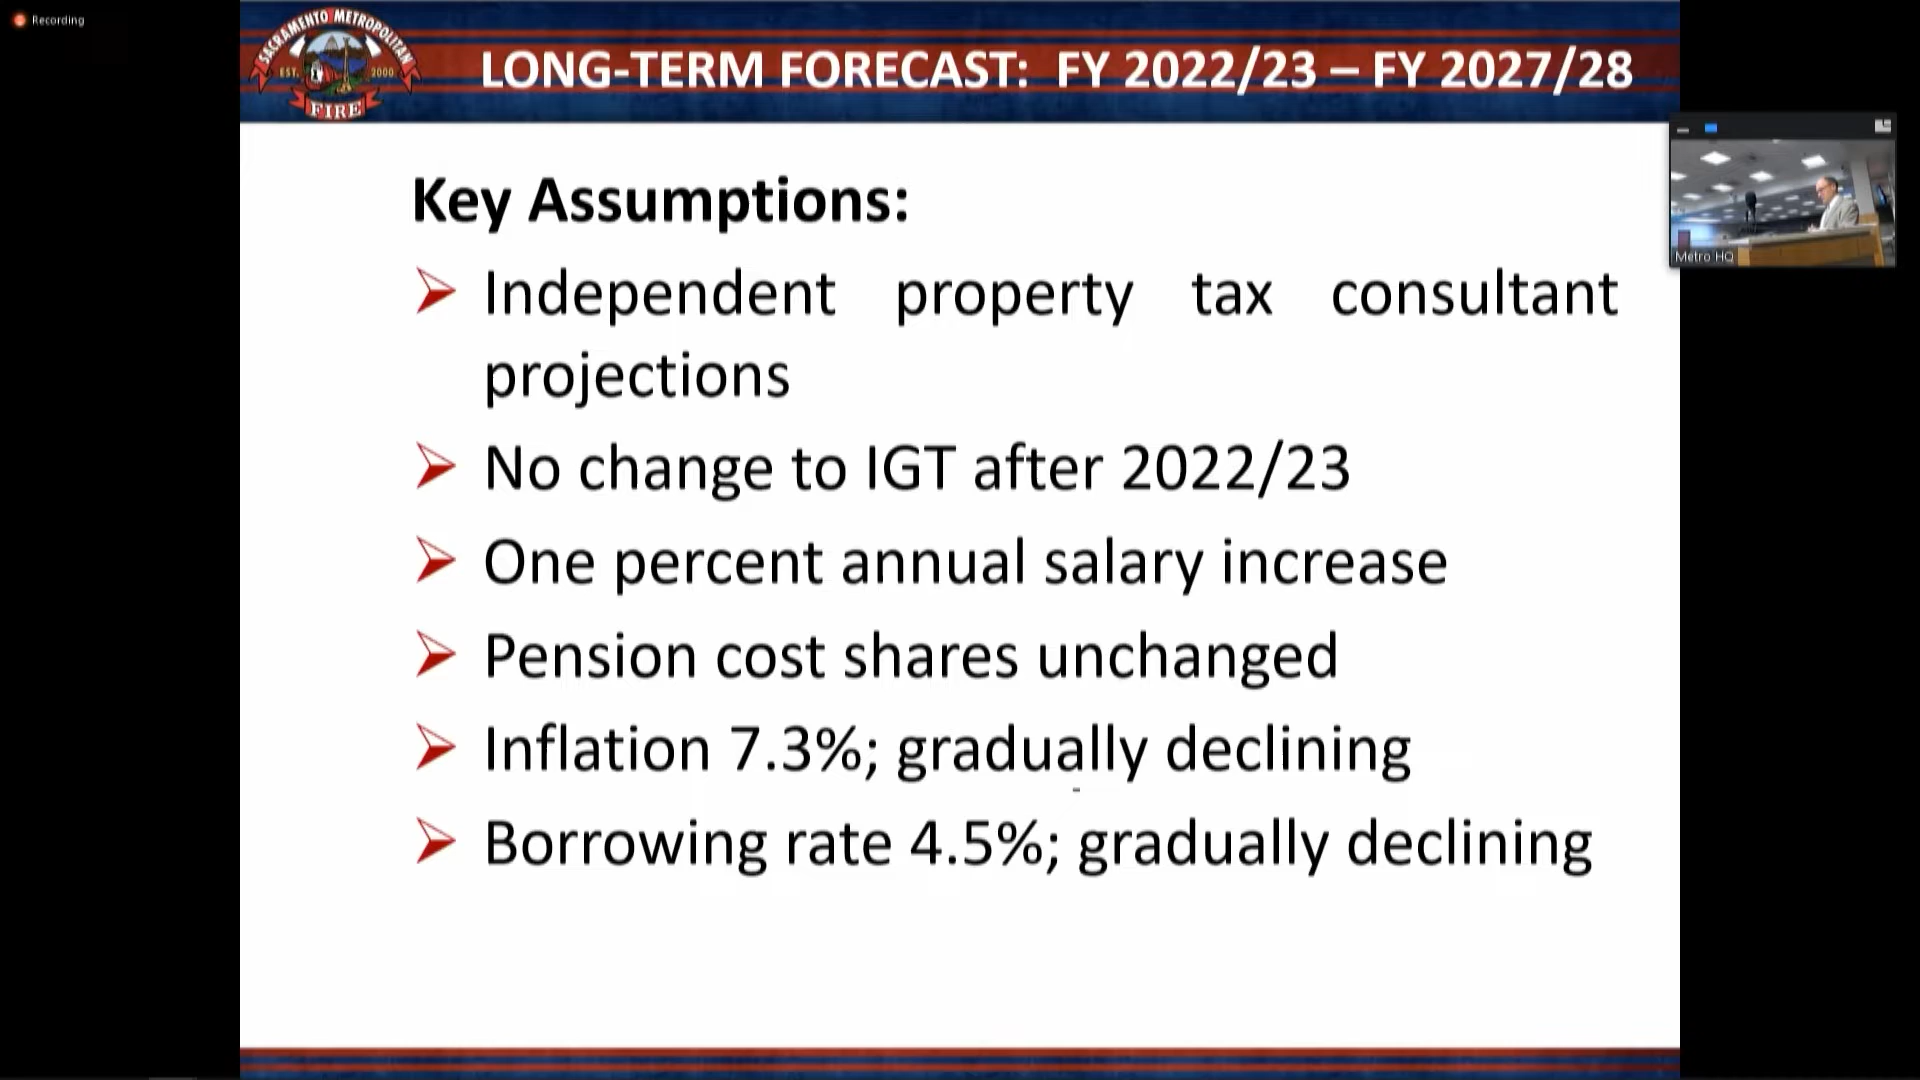 Recording
SACRAMENTO METROPOLITAN
EST. 2000
FIRE
LONG-TERM FORECAST: FY 2022/23 – FY 2027/28
Key Assumptions:
Independent property tax consultant
projections
No change to IGT after 2022/23
One percent annual salary increase
Pension cost shares unchanged
Inflation 7.3%; gradually declining
Borrowing rate 4.5%; gradually declining
Metro HQ